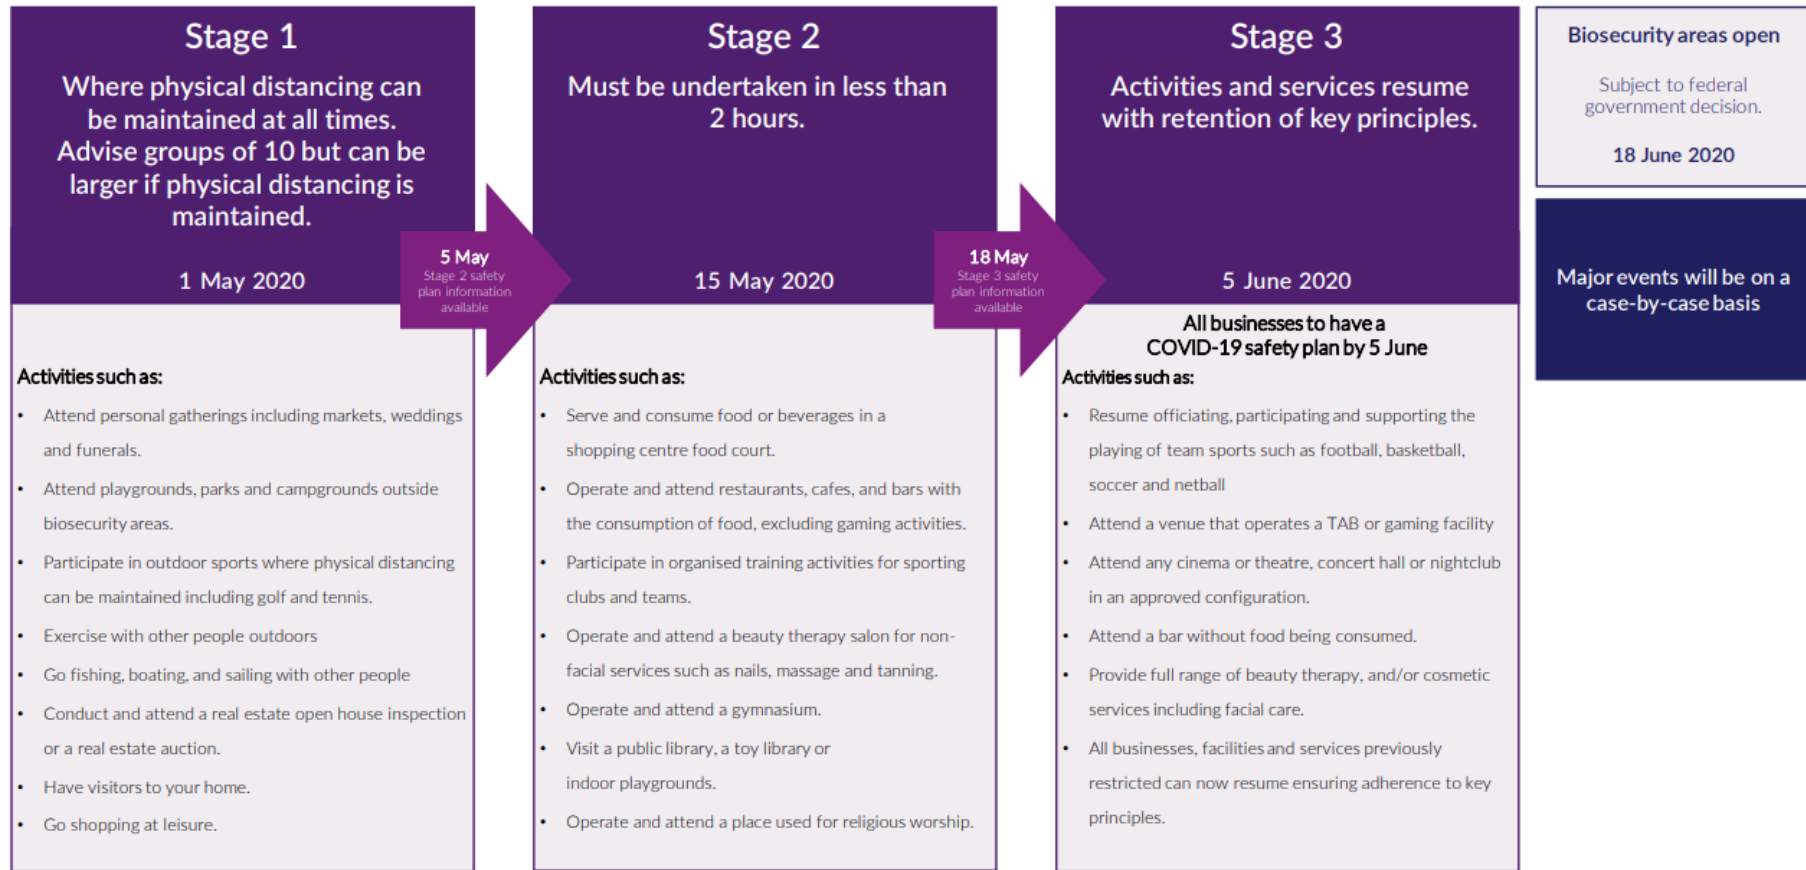 Stage 1
Where physical distancing can
be maintained at all times.
Advise groups of 10 but can be
larger if physical distancing is
maintained.
1 May 2020
Activities such as:
• Attend personal gatherings including markets, weddings
and funerals.
• Attend playgrounds, parks and campgrounds outside
biosecurity areas.
• Participate in outdoor sports where physical distancing
can be maintained including golf and tennis.
• Exercise with other people outdoors
• Go fishing, boating, and sailing with other people
• Conduct and attend a real estate open house inspection
or a real estate auction.
• Have visitors to your home.
• Go shopping at leisure.
5 May
Stage 2 safety
plan information
available
Stage 2
Must be undertaken in less than
2 hours.
15 May 2020
Activities such as:
• Serve and consume food or beverages in a
shopping centre food court.
• Operate and attend restaurants, cafes, and bars with
the consumption of food, excluding gaming activities.
• Participate in organised training activities for sporting
clubs and teams.
• Operate and attend a beauty therapy salon for non-
facial services such as nails, massage and tanning.
• Operate and attend a gymnasium.
• Visit a public library, a toy library or
indoor playgrounds.
• Operate and attend a place used for religious worship.
18 May
Stage 3 safety
plan information
available
Stage 3
Activities and services resume
with retention of key principles.
5 June 2020
All businesses to have a
COVID-19 safety plan by 5 June
Activities such as:
• Resume officiating, participating and supporting the
playing of team sports such as football, basketball,
soccer and netball
• Attend a venue that operates a TAB or gaming facility
• Attend any cinema or theatre, concert hall or nightclub
in an approved configuration.
• Attend a bar without food being consumed.
• Provide full range of beauty therapy, and/or cosmetic
services including facial care.
• All businesses, facilities and services previously
restricted can now resume ensuring adherence to key
principles.
Biosecurity areas open
Subject to federal
government decision.
18 June 2020
Major events will be on a
case-by-case basis